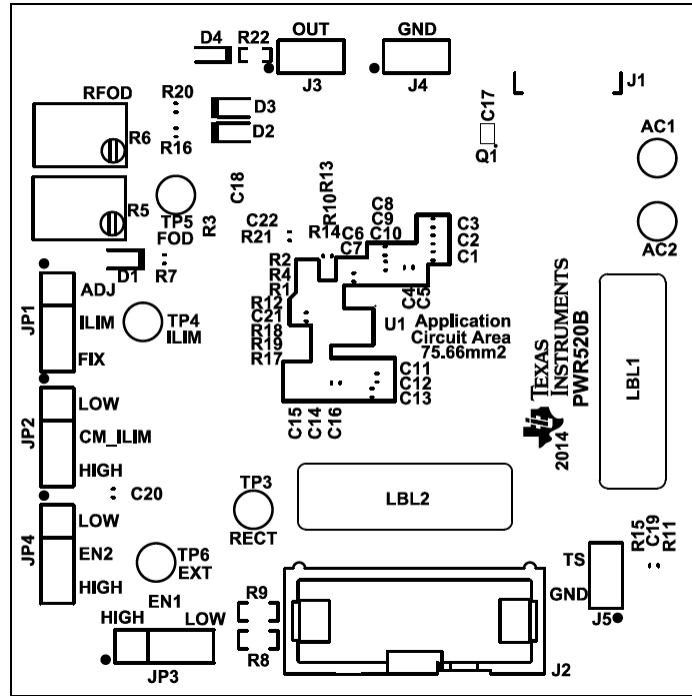 D4 R22 OUT GND
J3 J4 J1
RFOD R20 D3 C17
R6 R16 D2 Q1 AC1
R5 TP5 FOD R3 C18 R13 R10
C22 R21 R14 C6 C7 C8 C9 C10 C3 C2 C1 AC2
D1 R7 R2 R4 R1 C4 C5
JP1 ADJ ILIM FIX
TP4 ILIM
R12 C21 R18 R19 R17
U1 Application
Circuit Area
75.66mm2
TEXAS
INSTRUMENTS
PWR520B
2014
LBL1
C11
C12
C13
C15 C14 C16
JP2 LOW CM_ILIM HIGH
C20
TP3
RECT
LBL2
JP4 LOW EN2 HIGH
TP6
EXT
EN1
HIGH LOW
JP3
R9
R8
J2
TS
GND
J5
R15 C19 R11